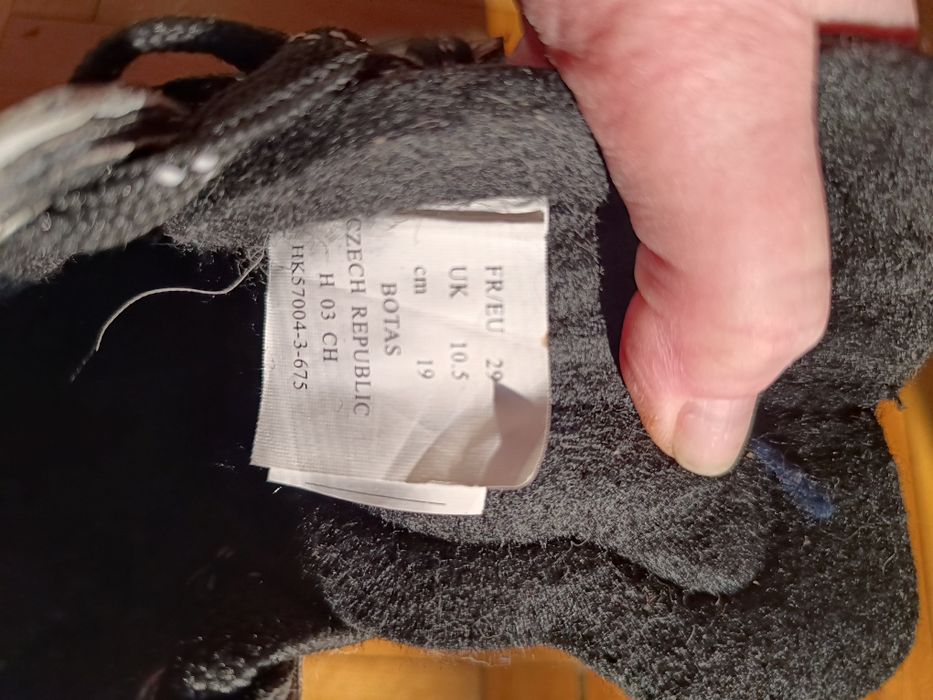 FR/EU 29
UK 10.5
cm 19
BOTAS
CZECH REPUBLIC
H 03 CH
HK57004-3-675